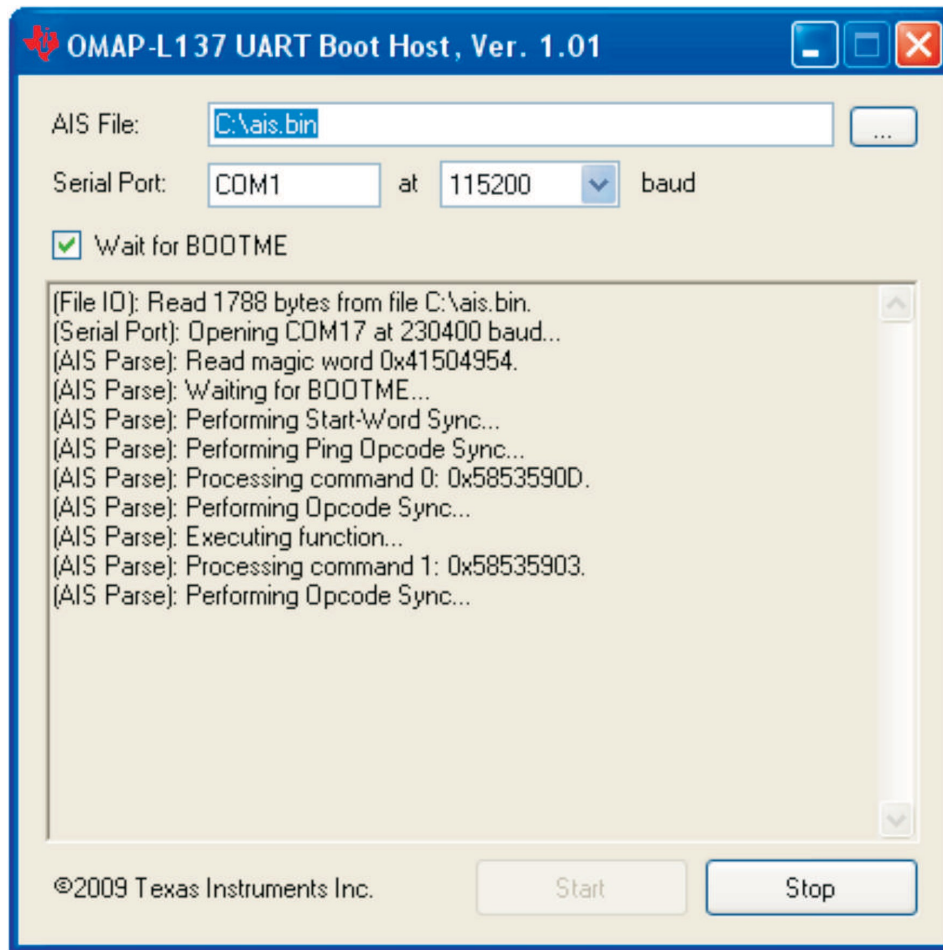 OMAP-L137 UART Boot Host, Ver. 1.01
AIS File: C:\ais.bin ...
Serial Port: COM1 at 115200 baud
Wait for BOOTME
(File IO): Read 1788 bytes from file C:\ais.bin.
(Serial Port): Opening COM17 at 230400 baud...
(AIS Parse): Read magic word 0x41504954.
(AIS Parse): Waiting for BOOTME...
(AIS Parse): Performing Start-Word Sync...
(AIS Parse): Performing Ping Opcode Sync...
(AIS Parse): Processing command 0: 0x5853590D.
(AIS Parse): Performing Opcode Sync...
(AIS Parse): Executing function...
(AIS Parse): Processing command 1: 0x58535903.
(AIS Parse): Performing Opcode Sync...
©2009 Texas Instruments Inc. Start Stop